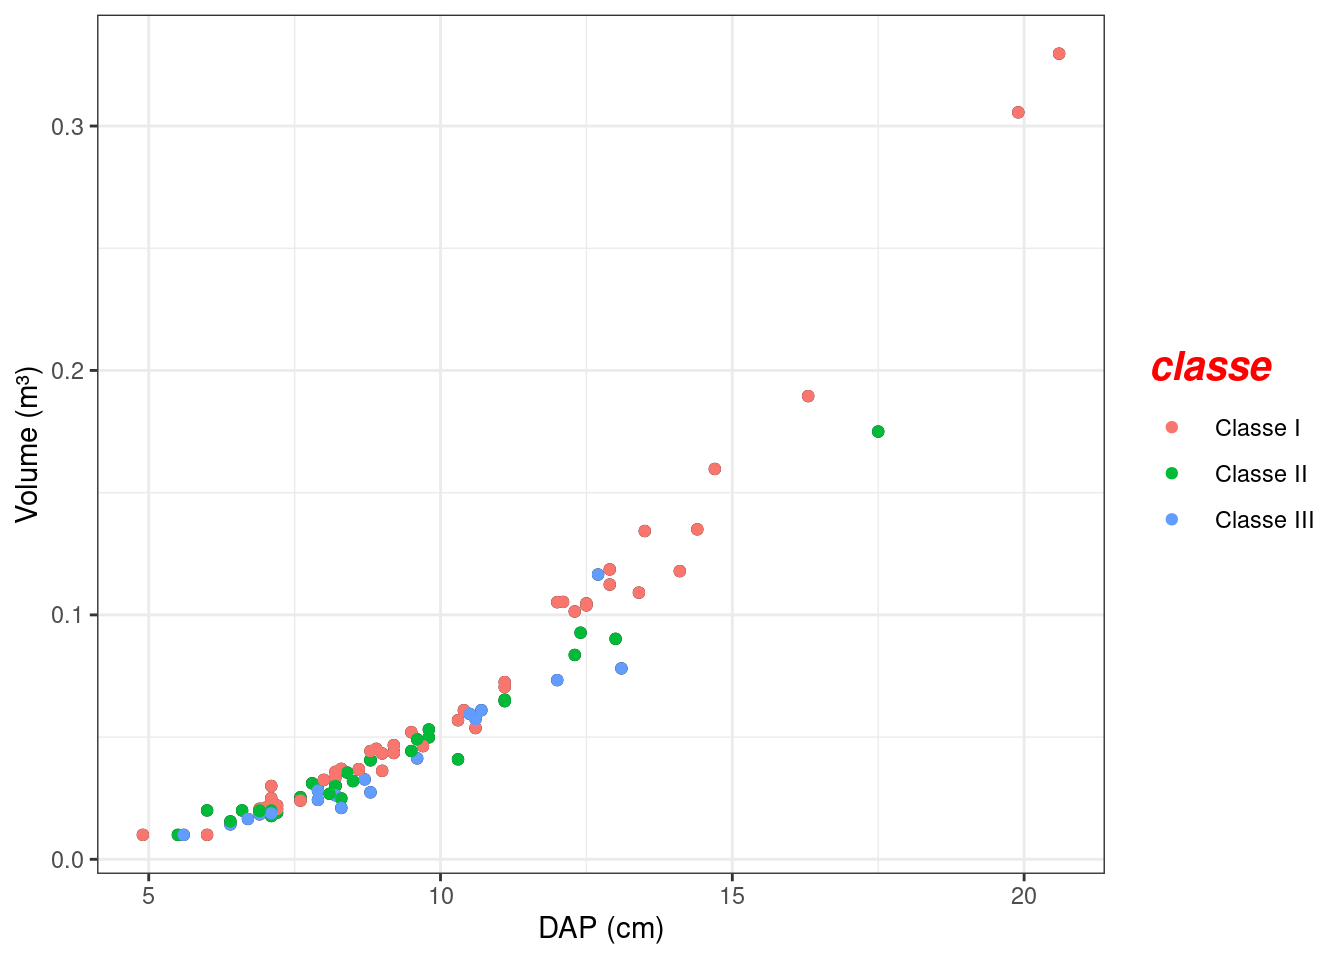 0.3
0.2
0.1
0.0
Volume (m³)
5
10
15
20
DAP (cm)
classe
Classe I
Classe II
Classe III